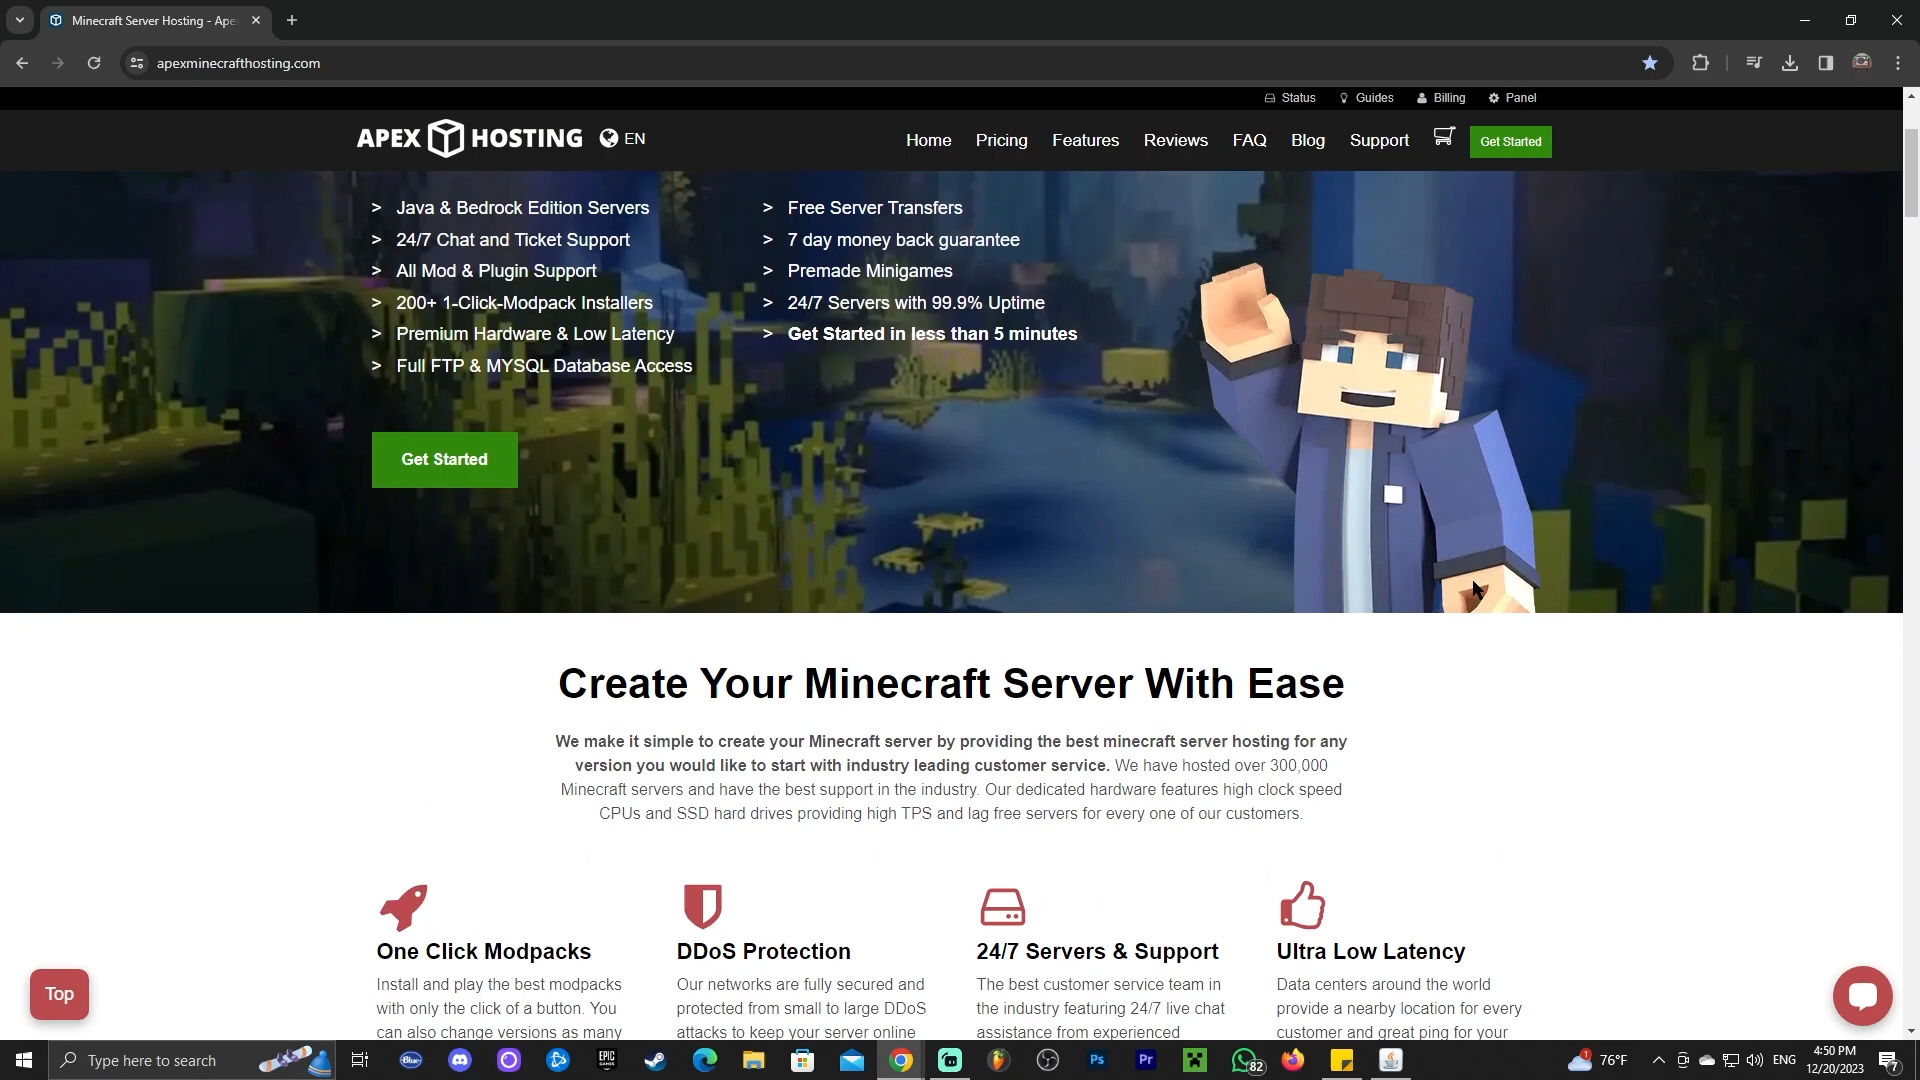 Minecraft Server Hosting - Ape
apexminecrafthosting.com
Status Guides Billing Panel
APEX HOSTING EN Home Pricing Features Reviews FAQ Blog Support Get Started
> Java & Bedrock Edition Servers
> 24/7 Chat and Ticket Support
> All Mod & Plugin Support
> 200+ 1-Click-Modpack Installers
> Premium Hardware & Low Latency
> Full FTP & MYSQL Database Access
> Free Server Transfers
> 7 day money back guarantee
> Premade Minigames
> 24/7 Servers with 99.9% Uptime
> Get Started in less than 5 minutes
Get Started
Create Your Minecraft Server With Ease
We make it simple to create your Minecraft server by providing the best minecraft server hosting for any
version you would like to start with industry leading customer service. We have hosted over 300,000
Minecraft servers and have the best support in the industry. Our dedicated hardware features high clock speed
CPUs and SSD hard drives providing high TPS and lag free servers for every one of our customers.
One Click Modpacks
Install and play the best modpacks
with only the click of a button. You
can also change versions as many
DDoS Protection
Our networks are fully secured and
protected from small to large DDoS
attacks to keep your server online
24/7 Servers & Support
The best customer service team in
the industry featuring 24/7 live chat
assistance from experienced
Ultra Low Latency
Data centers around the world
provide a nearby location for every
customer and great ping for your
Top
Type here to search
Blue
EPIC
GAMES
Ps
Pr
82
1
76°F
ENG
4:50 PM
12/20/2023
7